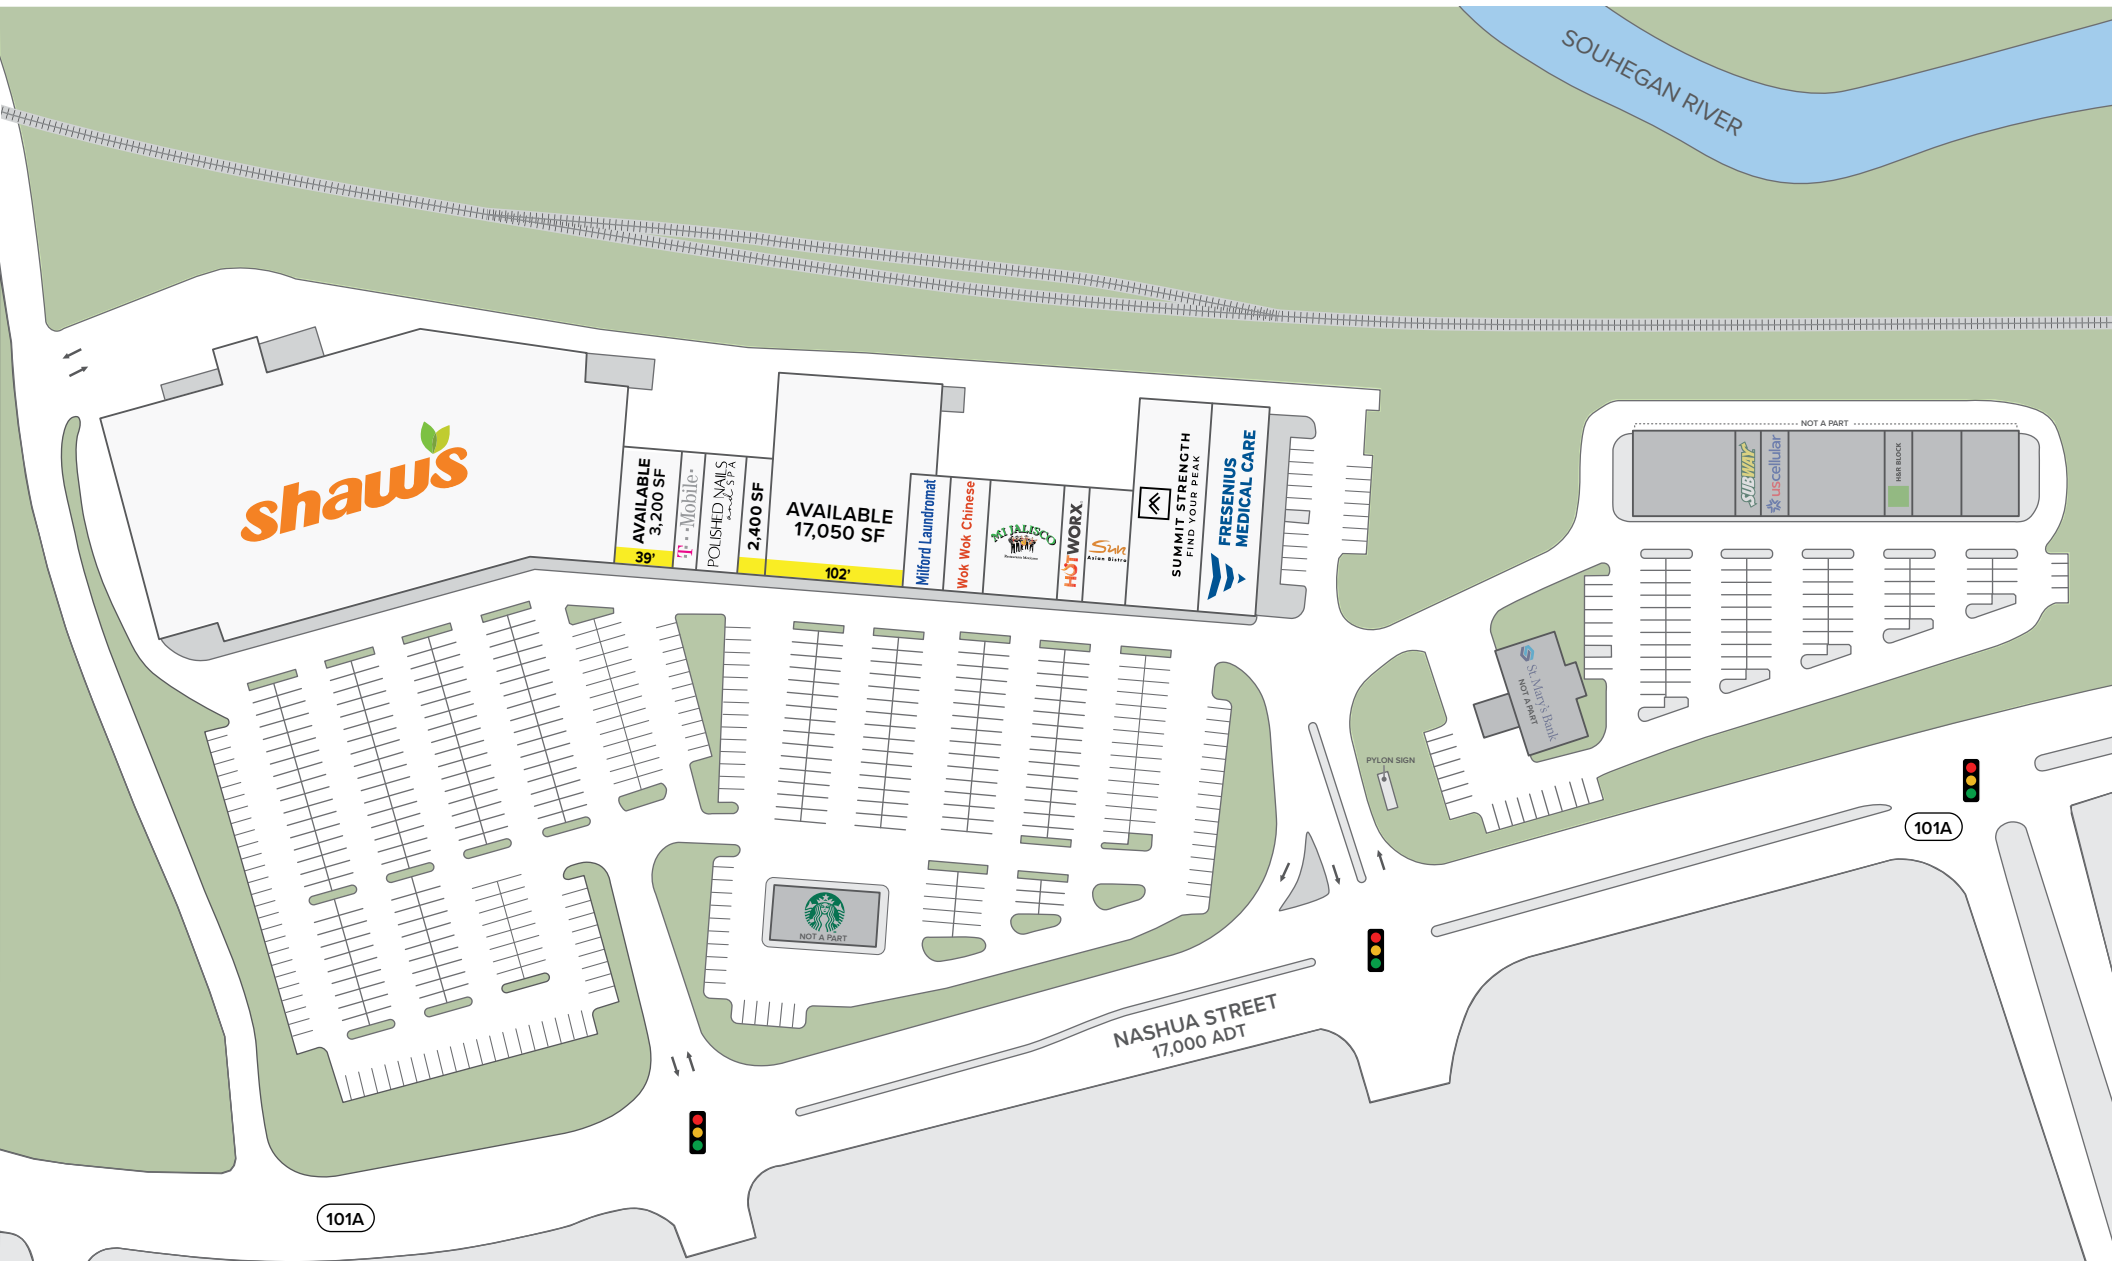 SOUHEGAN RIVER
shaw's
AVAILABLE
3,200 SF
39'
T-Mobile
POLISHED NAILS
and SPA
2,400 SF
AVAILABLE
17,050 SF
102'
Milford Laundromat
Wok Wok Chinese
MI JALISCO
HOTWORX
Sun
Asian Bistro
SUMMIT STRENGTH
FIND YOUR PEAK
FRESENIUS
MEDICAL CARE
NOT A PART
SUBWAY
uscellular
H&R BLOCK
St. Mary's Bank
NOT A PART
PYLON SIGN
NOT A PART
101A
NASHUA STREET
17,000 ADT
101A